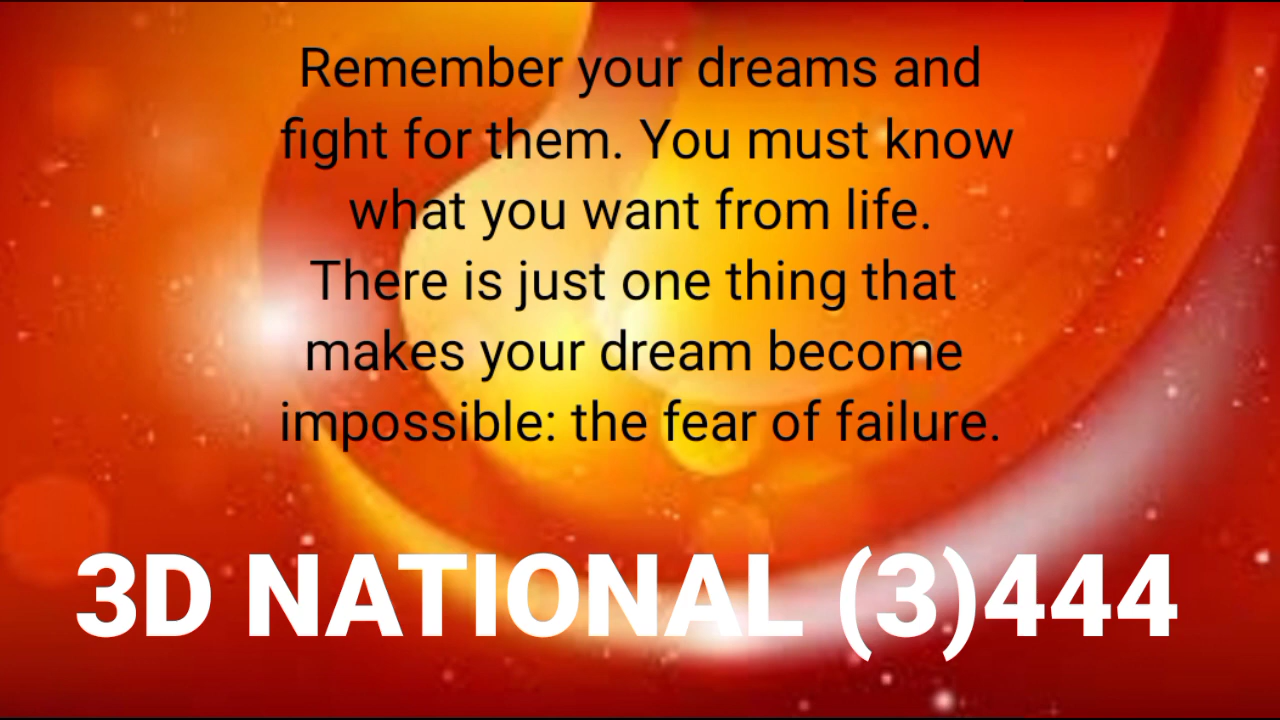 Remember your dreams and
fight for them. You must know
what you want from life.
There is just one thing that
makes your dream become
impossible: the fear of failure.
3D NATIONAL (3)444